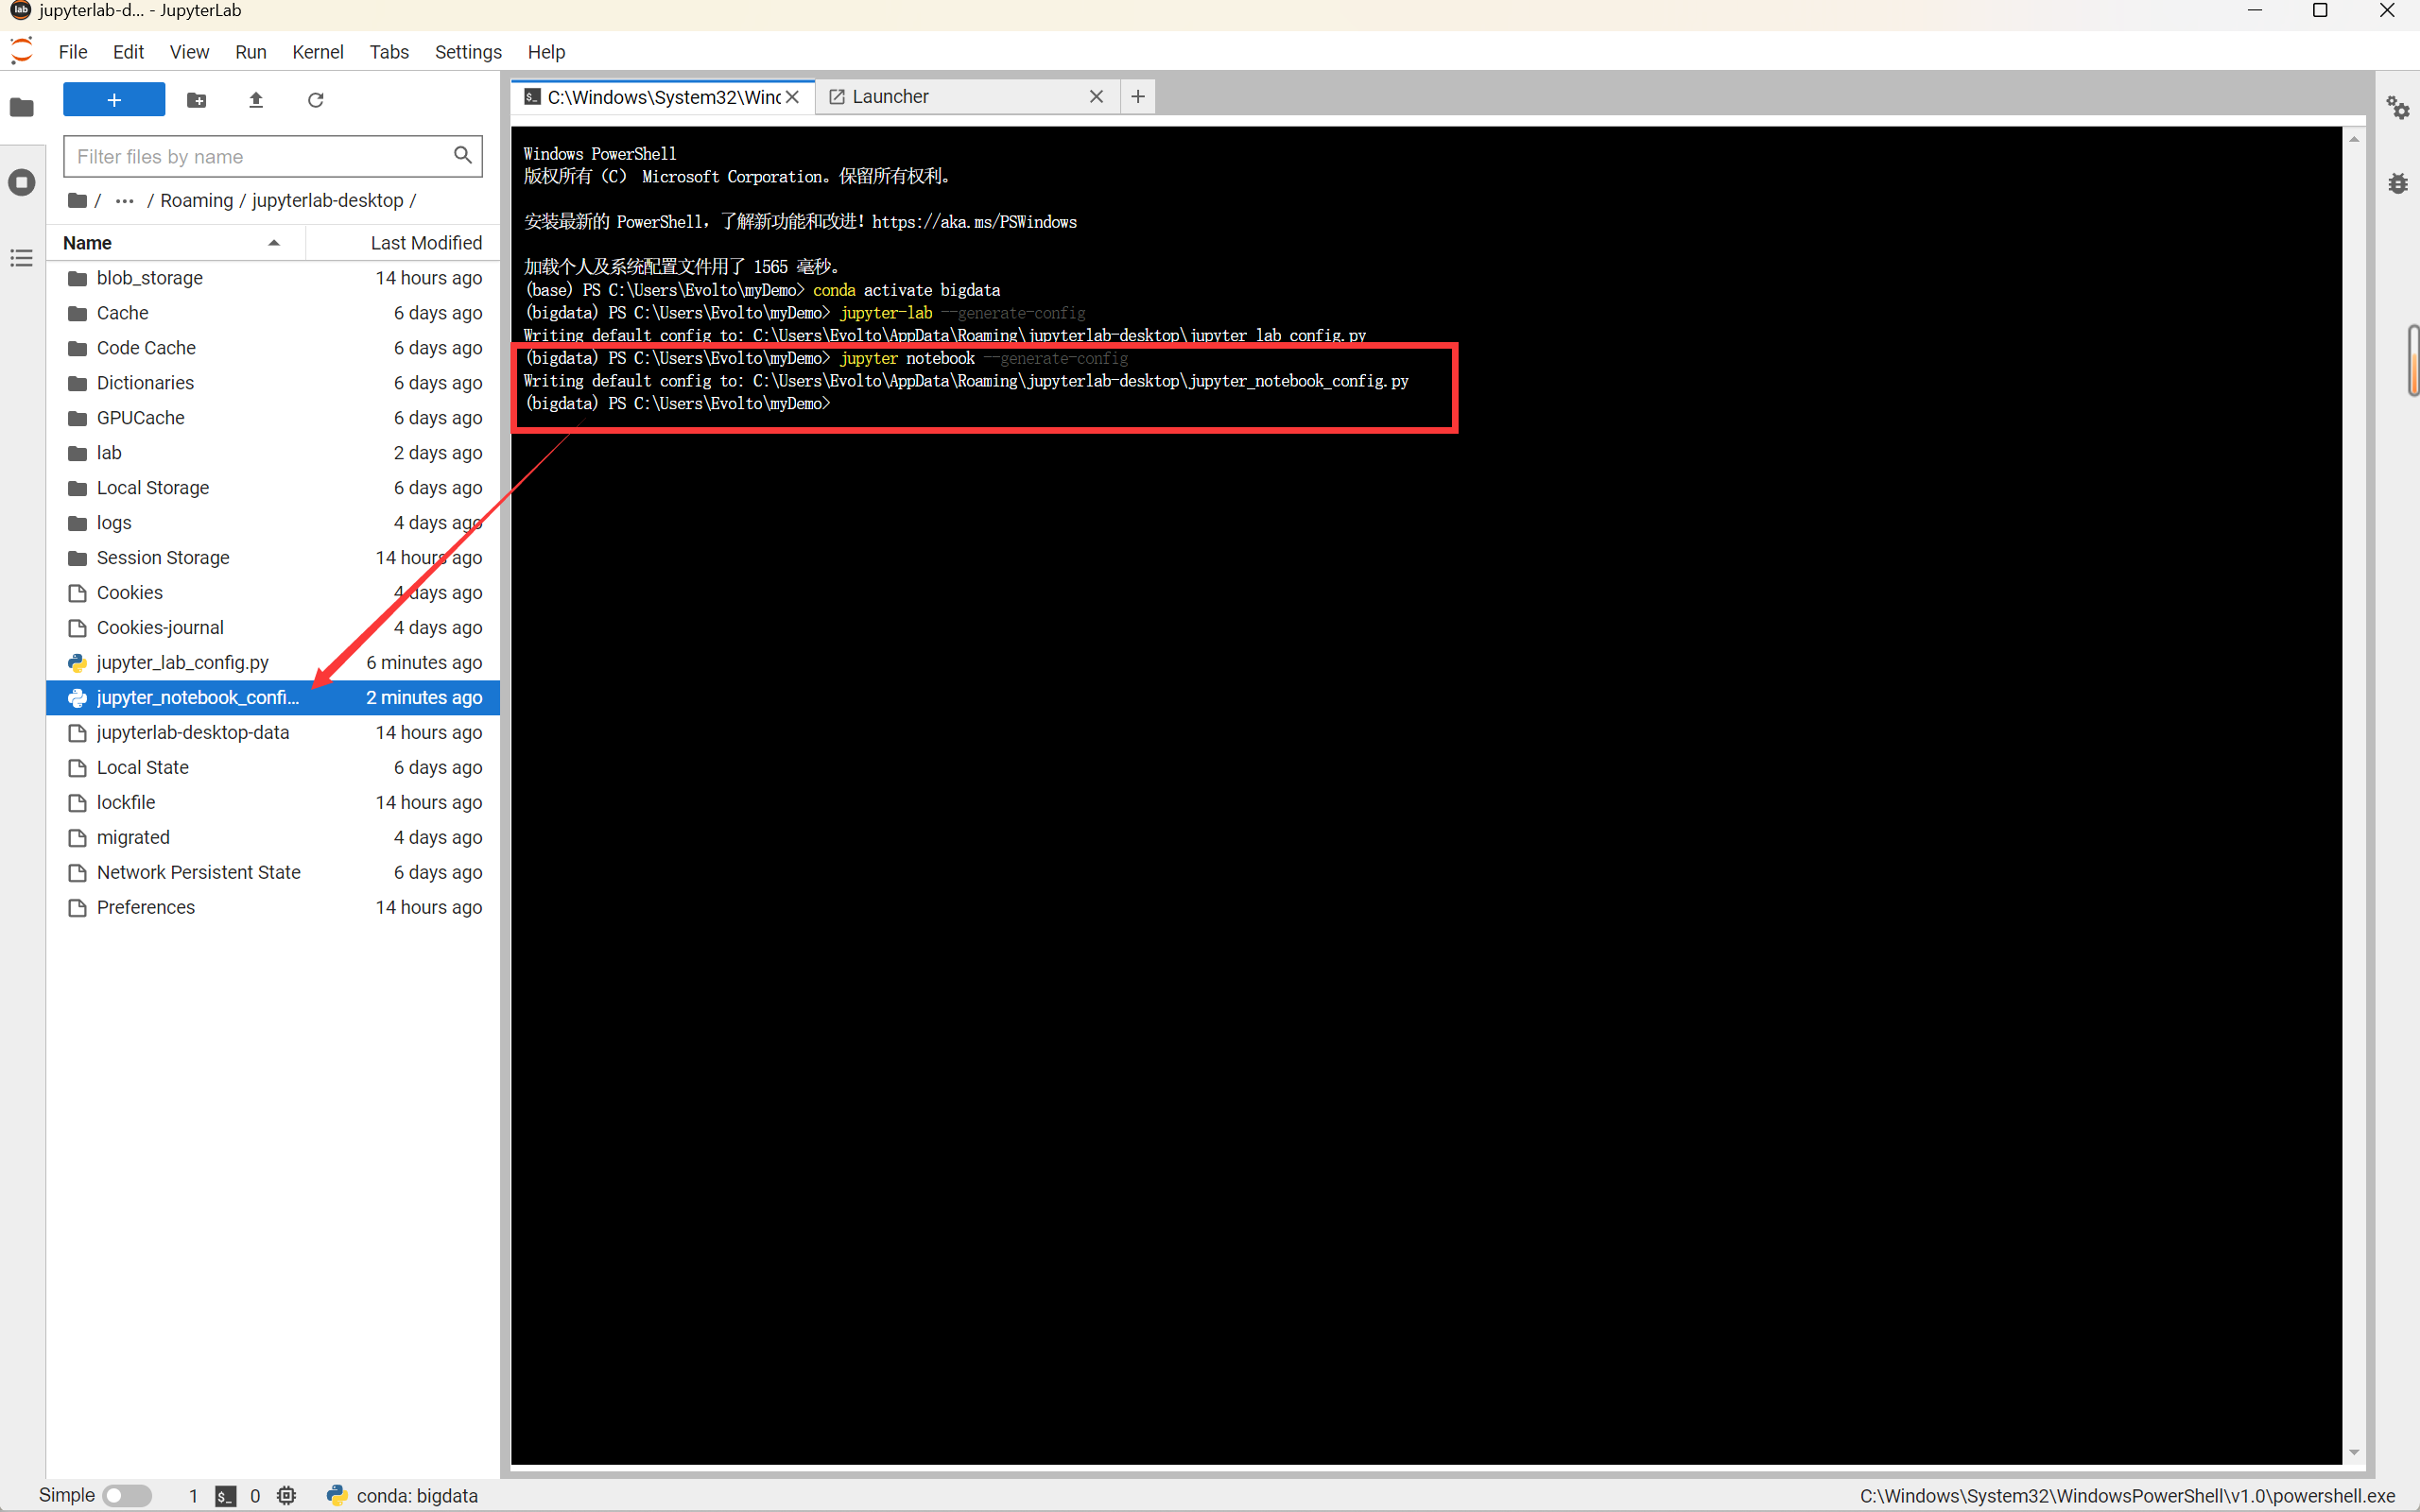 lab jupyterlab-d... - JupyterLab
File Edit View Run Kernel Tabs Settings Help
C:\Windows\System32\Winc
Launcher
Filter files by name
/ ··· / Roaming / jupyterlab-desktop /
Name Last Modified
blob_storage 14 hours ago
Cache 6 days ago
Code Cache 6 days ago
Dictionaries 6 days ago
GPUCache 6 days ago
lab 2 days ago
Local Storage 6 days ago
logs 4 days ago
Session Storage 14 hours ago
Cookies 4 days ago
Cookies-journal 4 days ago
jupyter_lab_config.py 6 minutes ago
jupyter_notebook_confi... 2 minutes ago
jupyterlab-desktop-data 14 hours ago
Local State 6 days ago
lockfile 14 hours ago
migrated 4 days ago
Network Persistent State 6 days ago
Preferences 14 hours ago
Windows PowerShell
版权所有（C） Microsoft Corporation。保留所有权利。
安装最新的 PowerShell，了解新功能和改进！https://aka.ms/PSWindows
加载个人及系统配置文件用了 1565 毫秒。
(base) PS C:\Users\Evolto\myDemo> conda activate bigdata
(bigdata) PS C:\Users\Evolto\myDemo> jupyter-lab --generate-config
Writing default config to: C:\Users\Evolto\AppData\Roaming\jupyterlab-desktop\jupyter_lab_config.py
(bigdata) PS C:\Users\Evolto\myDemo> jupyter notebook --generate-config
Writing default config to: C:\Users\Evolto\AppData\Roaming\jupyterlab-desktop\jupyter_notebook_config.py
(bigdata) PS C:\Users\Evolto\myDemo>
Simple 1 $_ 0 conda: bigdata C:\Windows\System32\WindowsPowerShell\v1.0\powershell.exe